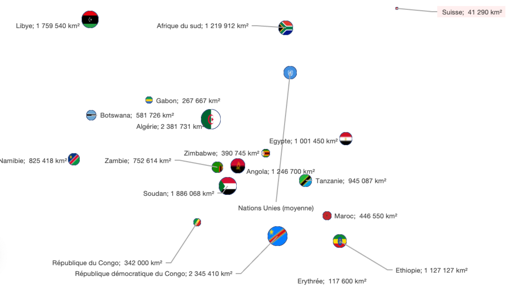 Suisse;  41 290 km²
Libye; 1 759 540 km²
Afrique du sud; 1 219 912 km²
Gabon;  267 667 km²
Botswana;  581 726 km²
Algérie; 2 381 731 km²
Egypte; 1 001 450 km²
Zimbabwe;  390 745 km²
Namibie;  825 418 km²
Zambie;  752 614 km²
Angola; 1 246 700 km²
Tanzanie;  945 087 km²
Soudan; 1 886 068 km²
Nations Unies (moyenne)
Maroc;  446 550 km²
République du Congo;  342 000 km²
République démocratique du Congo; 2 345 410 km²
Ethiopie; 1 127 127 km²
Erythrée;  117 600 km²